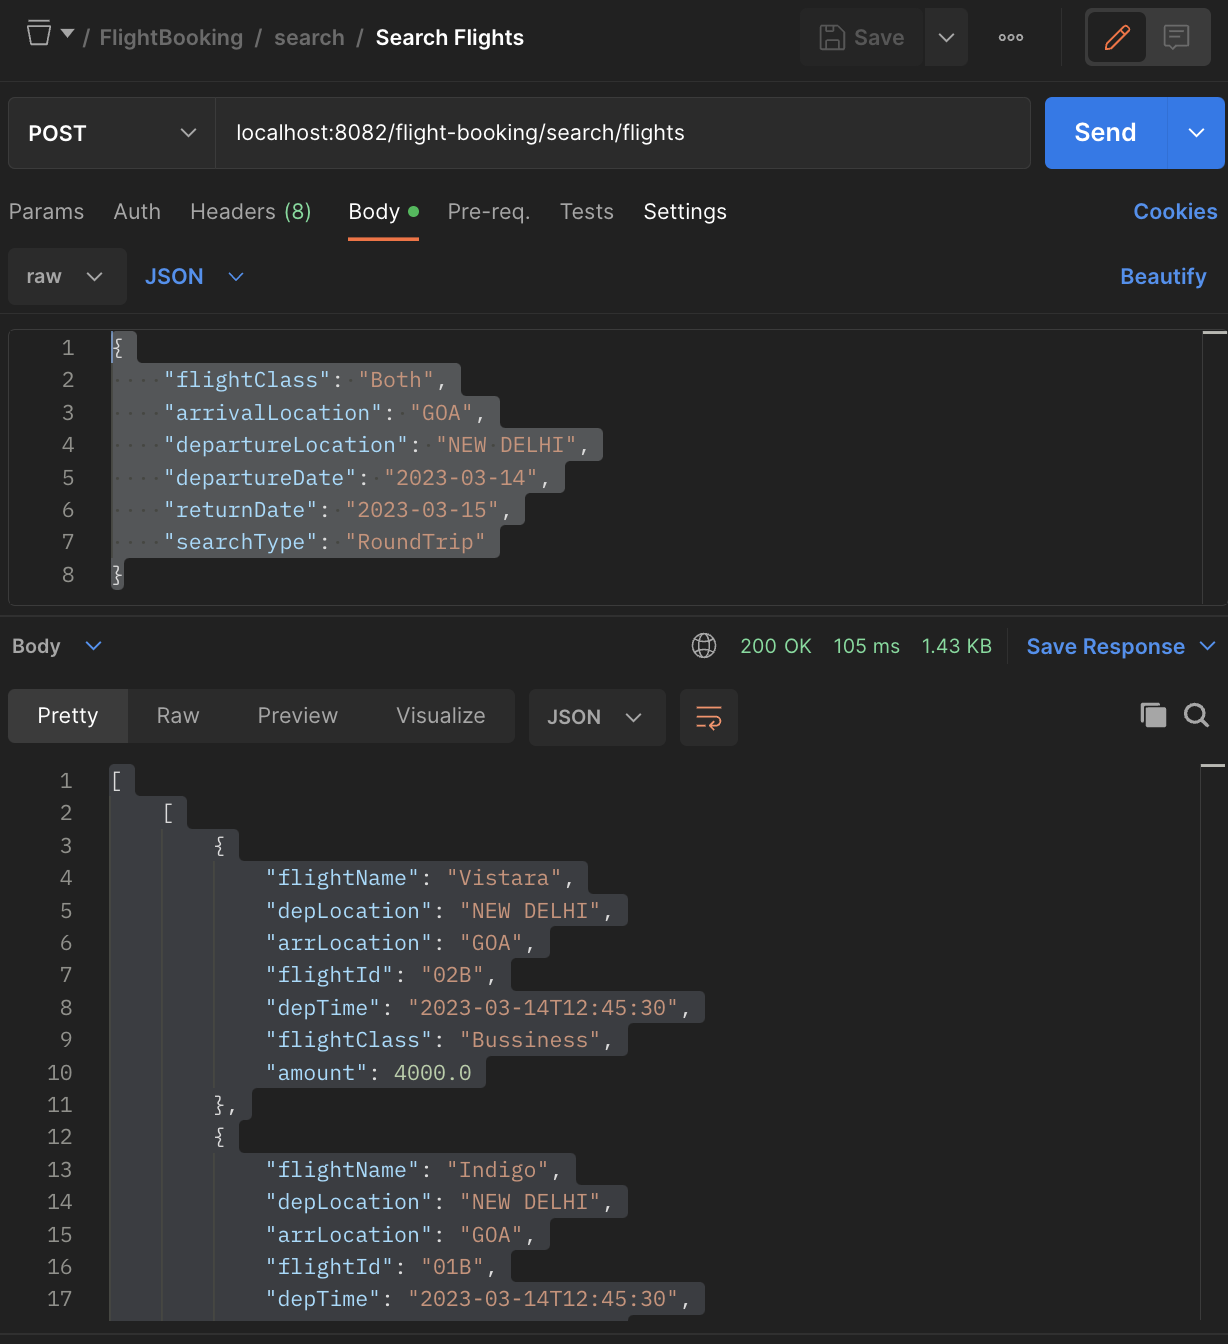 / FlightBooking / search / Search Flights
Save
POST
localhost:8082/flight-booking/search/flights
Send
Params Auth Headers (8) Body Pre-req. Tests Settings Cookies
raw JSON Beautify
1 {
2 "flightClass": "Both",
3 "arrivalLocation": "GOA",
4 "departureLocation": "NEW DELHI",
5 "departureDate": "2023-03-14",
6 "returnDate": "2023-03-15",
7 "searchType": "RoundTrip"
8 }
Body 200 OK 105 ms 1.43 KB Save Response
Pretty Raw Preview Visualize JSON
1 [
2 [
3 {
4 "flightName": "Vistara",
5 "depLocation": "NEW DELHI",
6 "arrLocation": "GOA",
7 "flightId": "02B",
8 "depTime": "2023-03-14T12:45:30",
9 "flightClass": "Bussiness",
10 "amount": 4000.0
11 },
12 {
13 "flightName": "Indigo",
14 "depLocation": "NEW DELHI",
15 "arrLocation": "GOA",
16 "flightId": "01B",
17 "depTime": "2023-03-14T12:45:30",